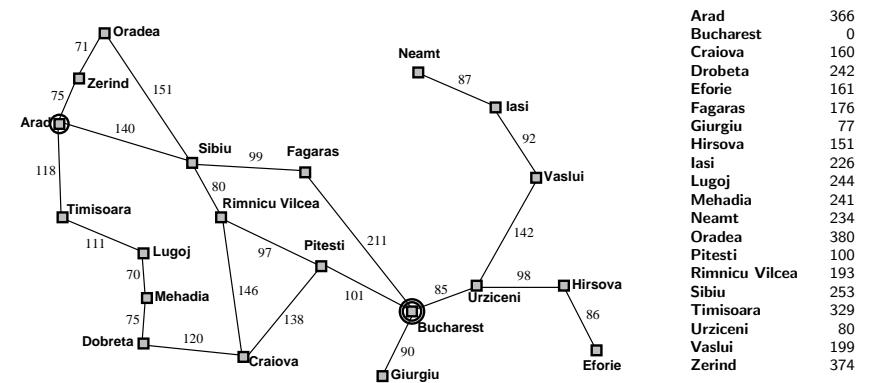 Oradea
71
Neamt
Zerind
87
151
75
Iasi
Arad
140
92
Sibiu
Fagaras
99
118
Vaslui
80
Timisoara
Rimnicu Vilcea
142
111
211
Lugoj
97
Pitesti
70
98
Hirsova
146
85
Mehadia
101
Urziceni
86
75
138
Bucharest
Dobreta
120
90
Craiova
Eforie
Giurgiu
Arad 366
Bucharest 0
Craiova 160
Drobeta 242
Eforie 161
Fagaras 176
Giurgiu 77
Hirsova 151
Iasi 226
Lugoj 244
Mehadia 241
Neamt 234
Oradea 380
Pitesti 100
Rimnicu Vilcea 193
Sibiu 253
Timisoara 329
Urziceni 80
Vaslui 199
Zerind 374